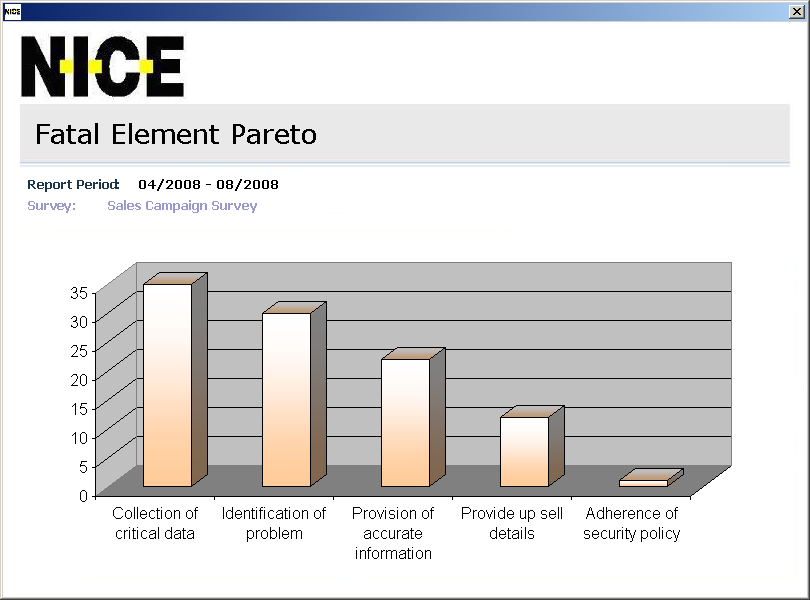 NICE
NICE
Fatal Element Pareto
Report Period: 04/2008 - 08/2008
Survey: Sales Campaign Survey
35
30
25
20
15
10
5
0
Collection of critical data
Identification of problem
Provision of accurate information
Provide up sell details
Adherence of security policy